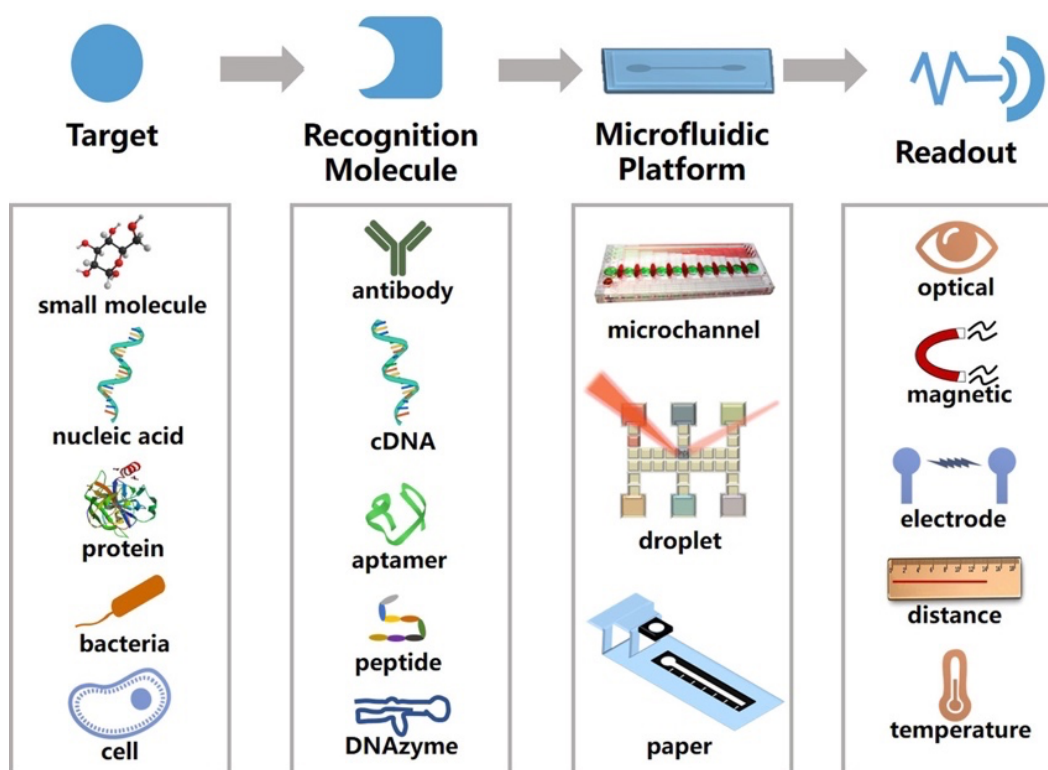 Target
Recognition
Molecule
Microfluidic
Platform
Readout
small molecule
nucleic acid
protein
bacteria
cell
antibody
cDNA
aptamer
peptide
DNAzyme
microchannel
droplet
paper
optical
magnetic
electrode
distance
temperature